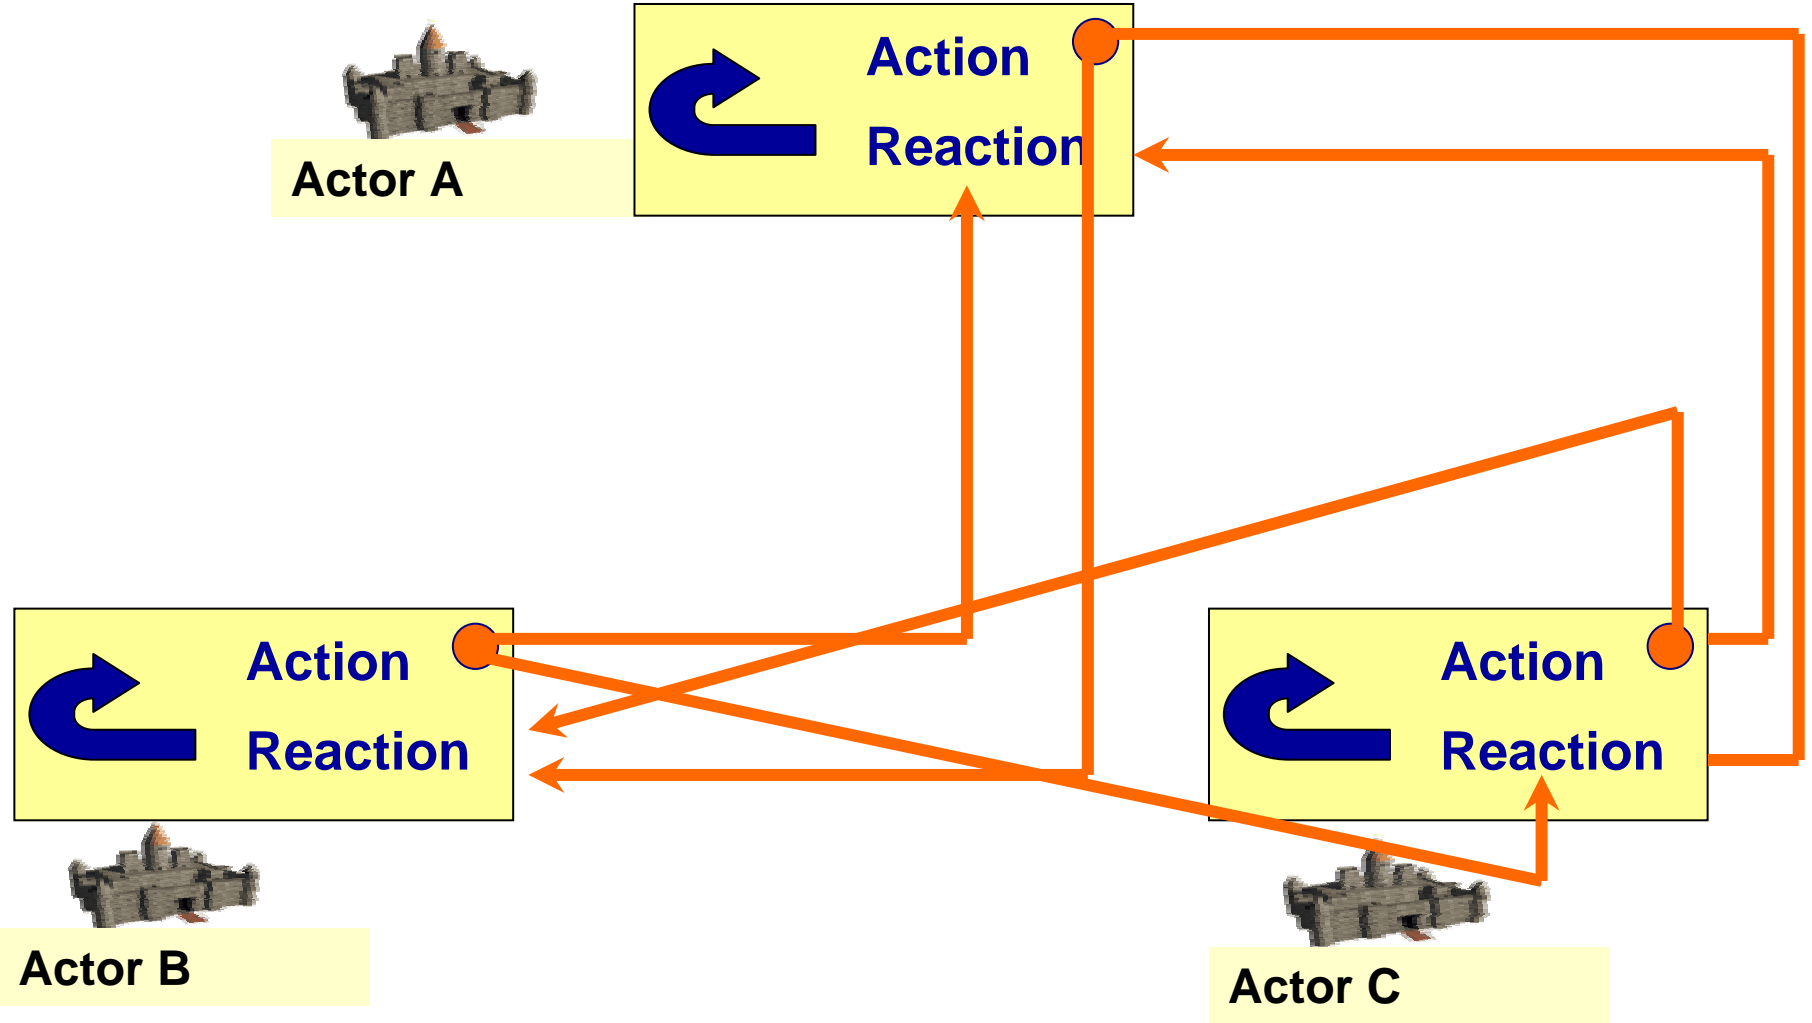 Action
Reaction
Actor A
Action
Reaction
Actor B
Action
Reaction
Actor C